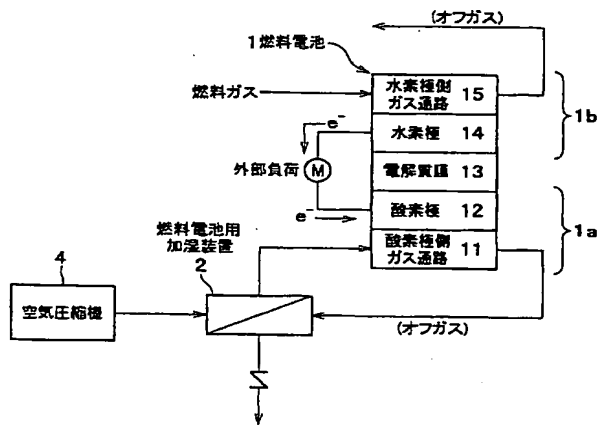 (オフガス)
1燃料電池
燃料ガス
水素極側
ガス通路 15
水素極 14
電解質膜 13
酸素極 12
酸素極側
ガス通路 11
1b
1a
e⁻
外部負荷
M
e⁻
燃料電池用
加湿装置
2
4
空気圧縮機
(オフガス)